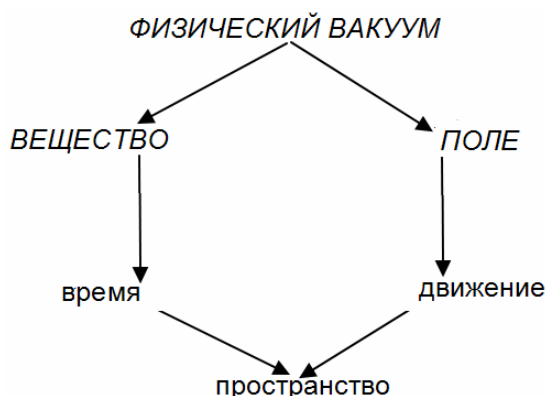 ФИЗИЧЕСКИЙ ВАКУУМ
ВЕЩЕСТВО
ПОЛЕ
время
движение
пространство